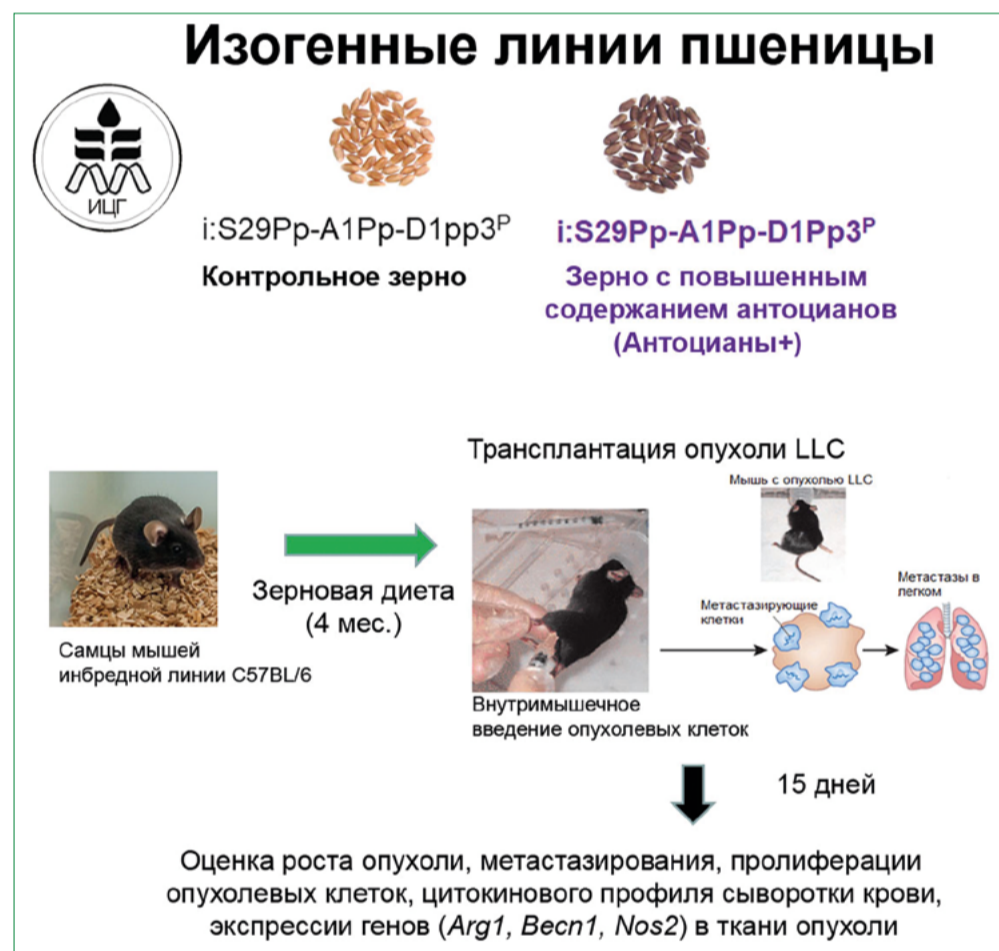 Изогенные линии пшеницы
ИЦГ
i:S29Pp-A1Pp-D1pp3ᴾ
i:S29Pp-A1Pp-D1Pp3ᴾ
Контрольное зерно
Зерно с повышенным
содержанием антоцианов
(Антоцианы+)
Трансплантация опухоли LLC
Мышь с опухолью LLC
Зерновая диета
(4 мес.)
Метастазирующие
клетки
Метастазы в
легком
Самцы мышей
инбредной линии C57BL/6
Внутримышечное
введение опухолевых клеток
15 дней
Оценка роста опухоли, метастазирования, пролиферации
опухолевых клеток, цитокинового профиля сыворотки крови,
экспрессии генов (Arg1, Becn1, Nos2) в ткани опухоли